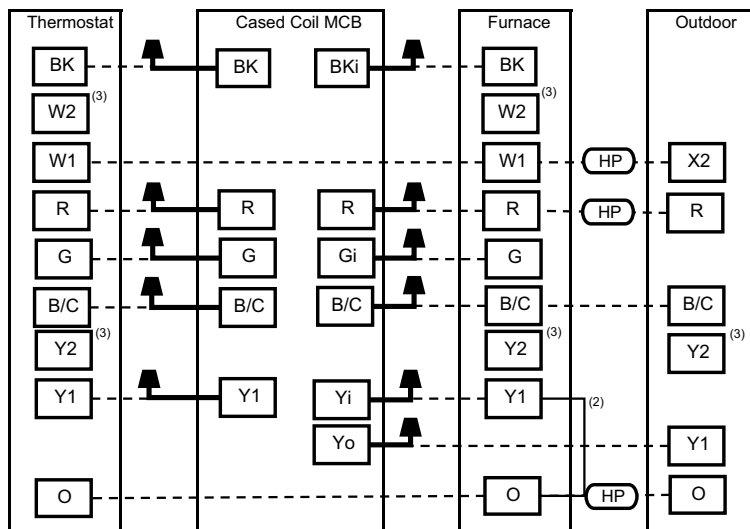 Thermostat Cased Coil MCB Furnace Outdoor
BK BK BKi BK
W2 (3) W2 (3)
W1 W1 HP X2
R R R R HP R
G G Gi G
B/C B/C B/C B/C B/C
Y2 (3) Y2 (3) Y2 (3)
Y1 Y1 Yi Y1 (2)
Yo Y1
O O HP O